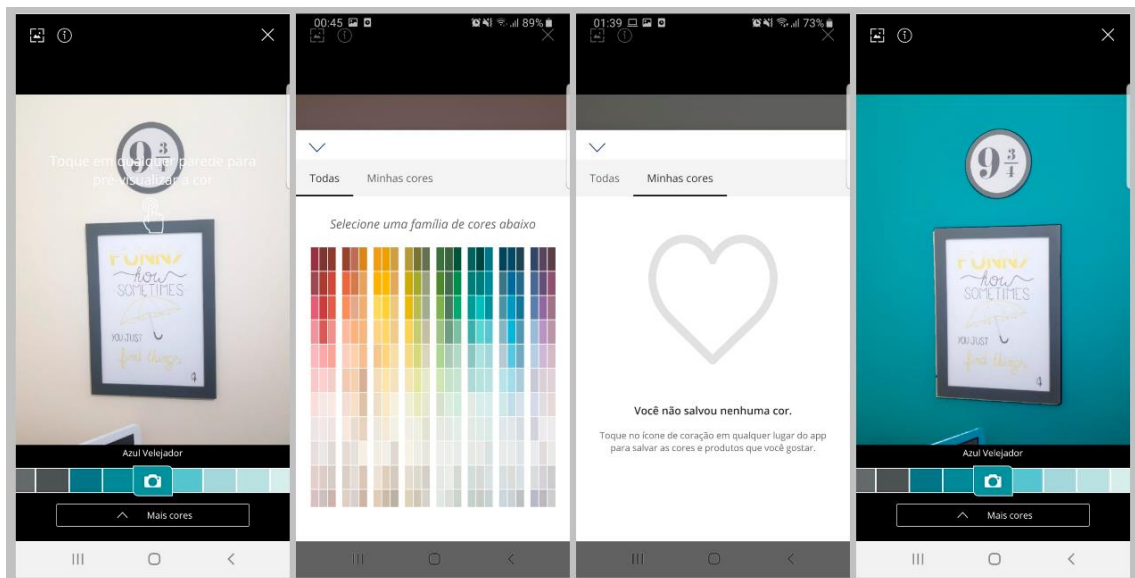 Toque em qualquer parede para
pré-visualizar a cor
9 3/4
FUNNY
how
SOMETIMES
YOU JUST
find things
Azul Velejador
Mais cores
00:45
89%
Todas
Minhas cores
Selecione uma família de cores abaixo
01:39
73%
Todas
Minhas cores
Você não salvou nenhuma cor.
Toque no ícone de coração em qualquer lugar do app
para salvar as cores e produtos que você gostar.
9 3/4
FUNNY
how
SOMETIMES
YOU JUST
find things
Azul Velejador
Mais cores